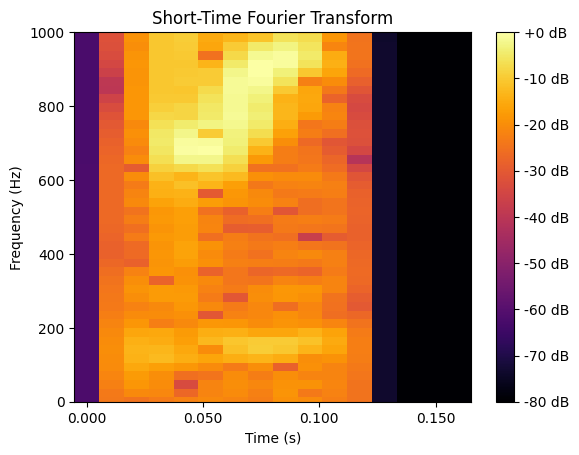 Short-Time Fourier Transform
Frequency (Hz)
1000
800
600
400
200
0
0.000
0.050
0.100
0.150
Time (s)
+0 dB
-10 dB
-20 dB
-30 dB
-40 dB
-50 dB
-60 dB
-70 dB
-80 dB